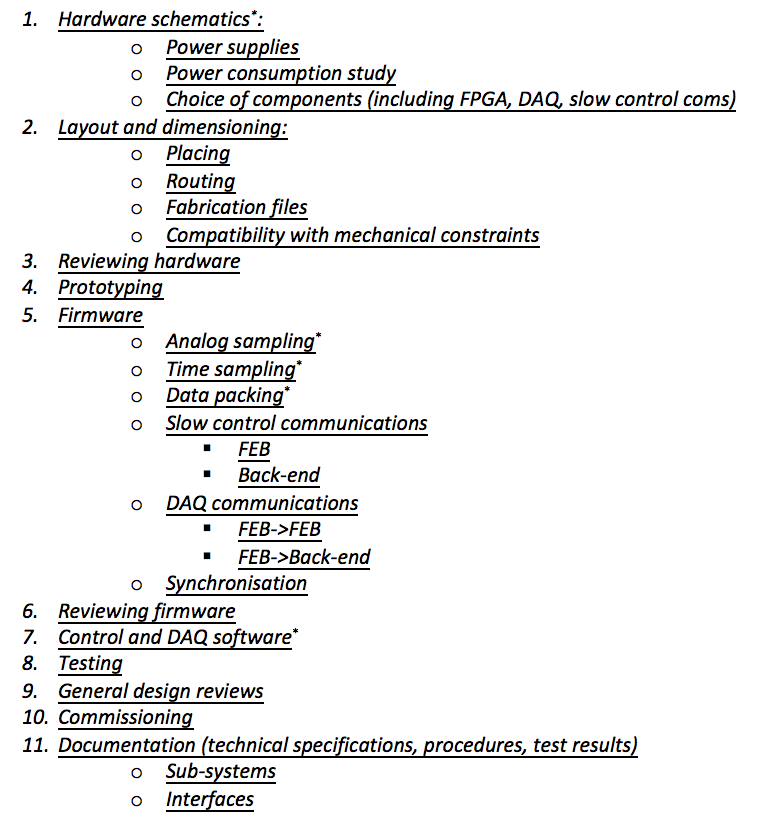 1. Hardware schematics*:
o Power supplies
o Power consumption study
o Choice of components (including FPGA, DAQ, slow control coms)
2. Layout and dimensioning:
o Placing
o Routing
o Fabrication files
o Compatibility with mechanical constraints
3. Reviewing hardware
4. Prototyping
5. Firmware
o Analog sampling*
o Time sampling*
o Data packing*
o Slow control communications
▪ FEB
▪ Back-end
o DAQ communications
▪ FEB->FEB
▪ FEB->Back-end
o Synchronisation
6. Reviewing firmware
7. Control and DAQ software*
8. Testing
9. General design reviews
10. Commissioning
11. Documentation (technical specifications, procedures, test results)
o Sub-systems
o Interfaces